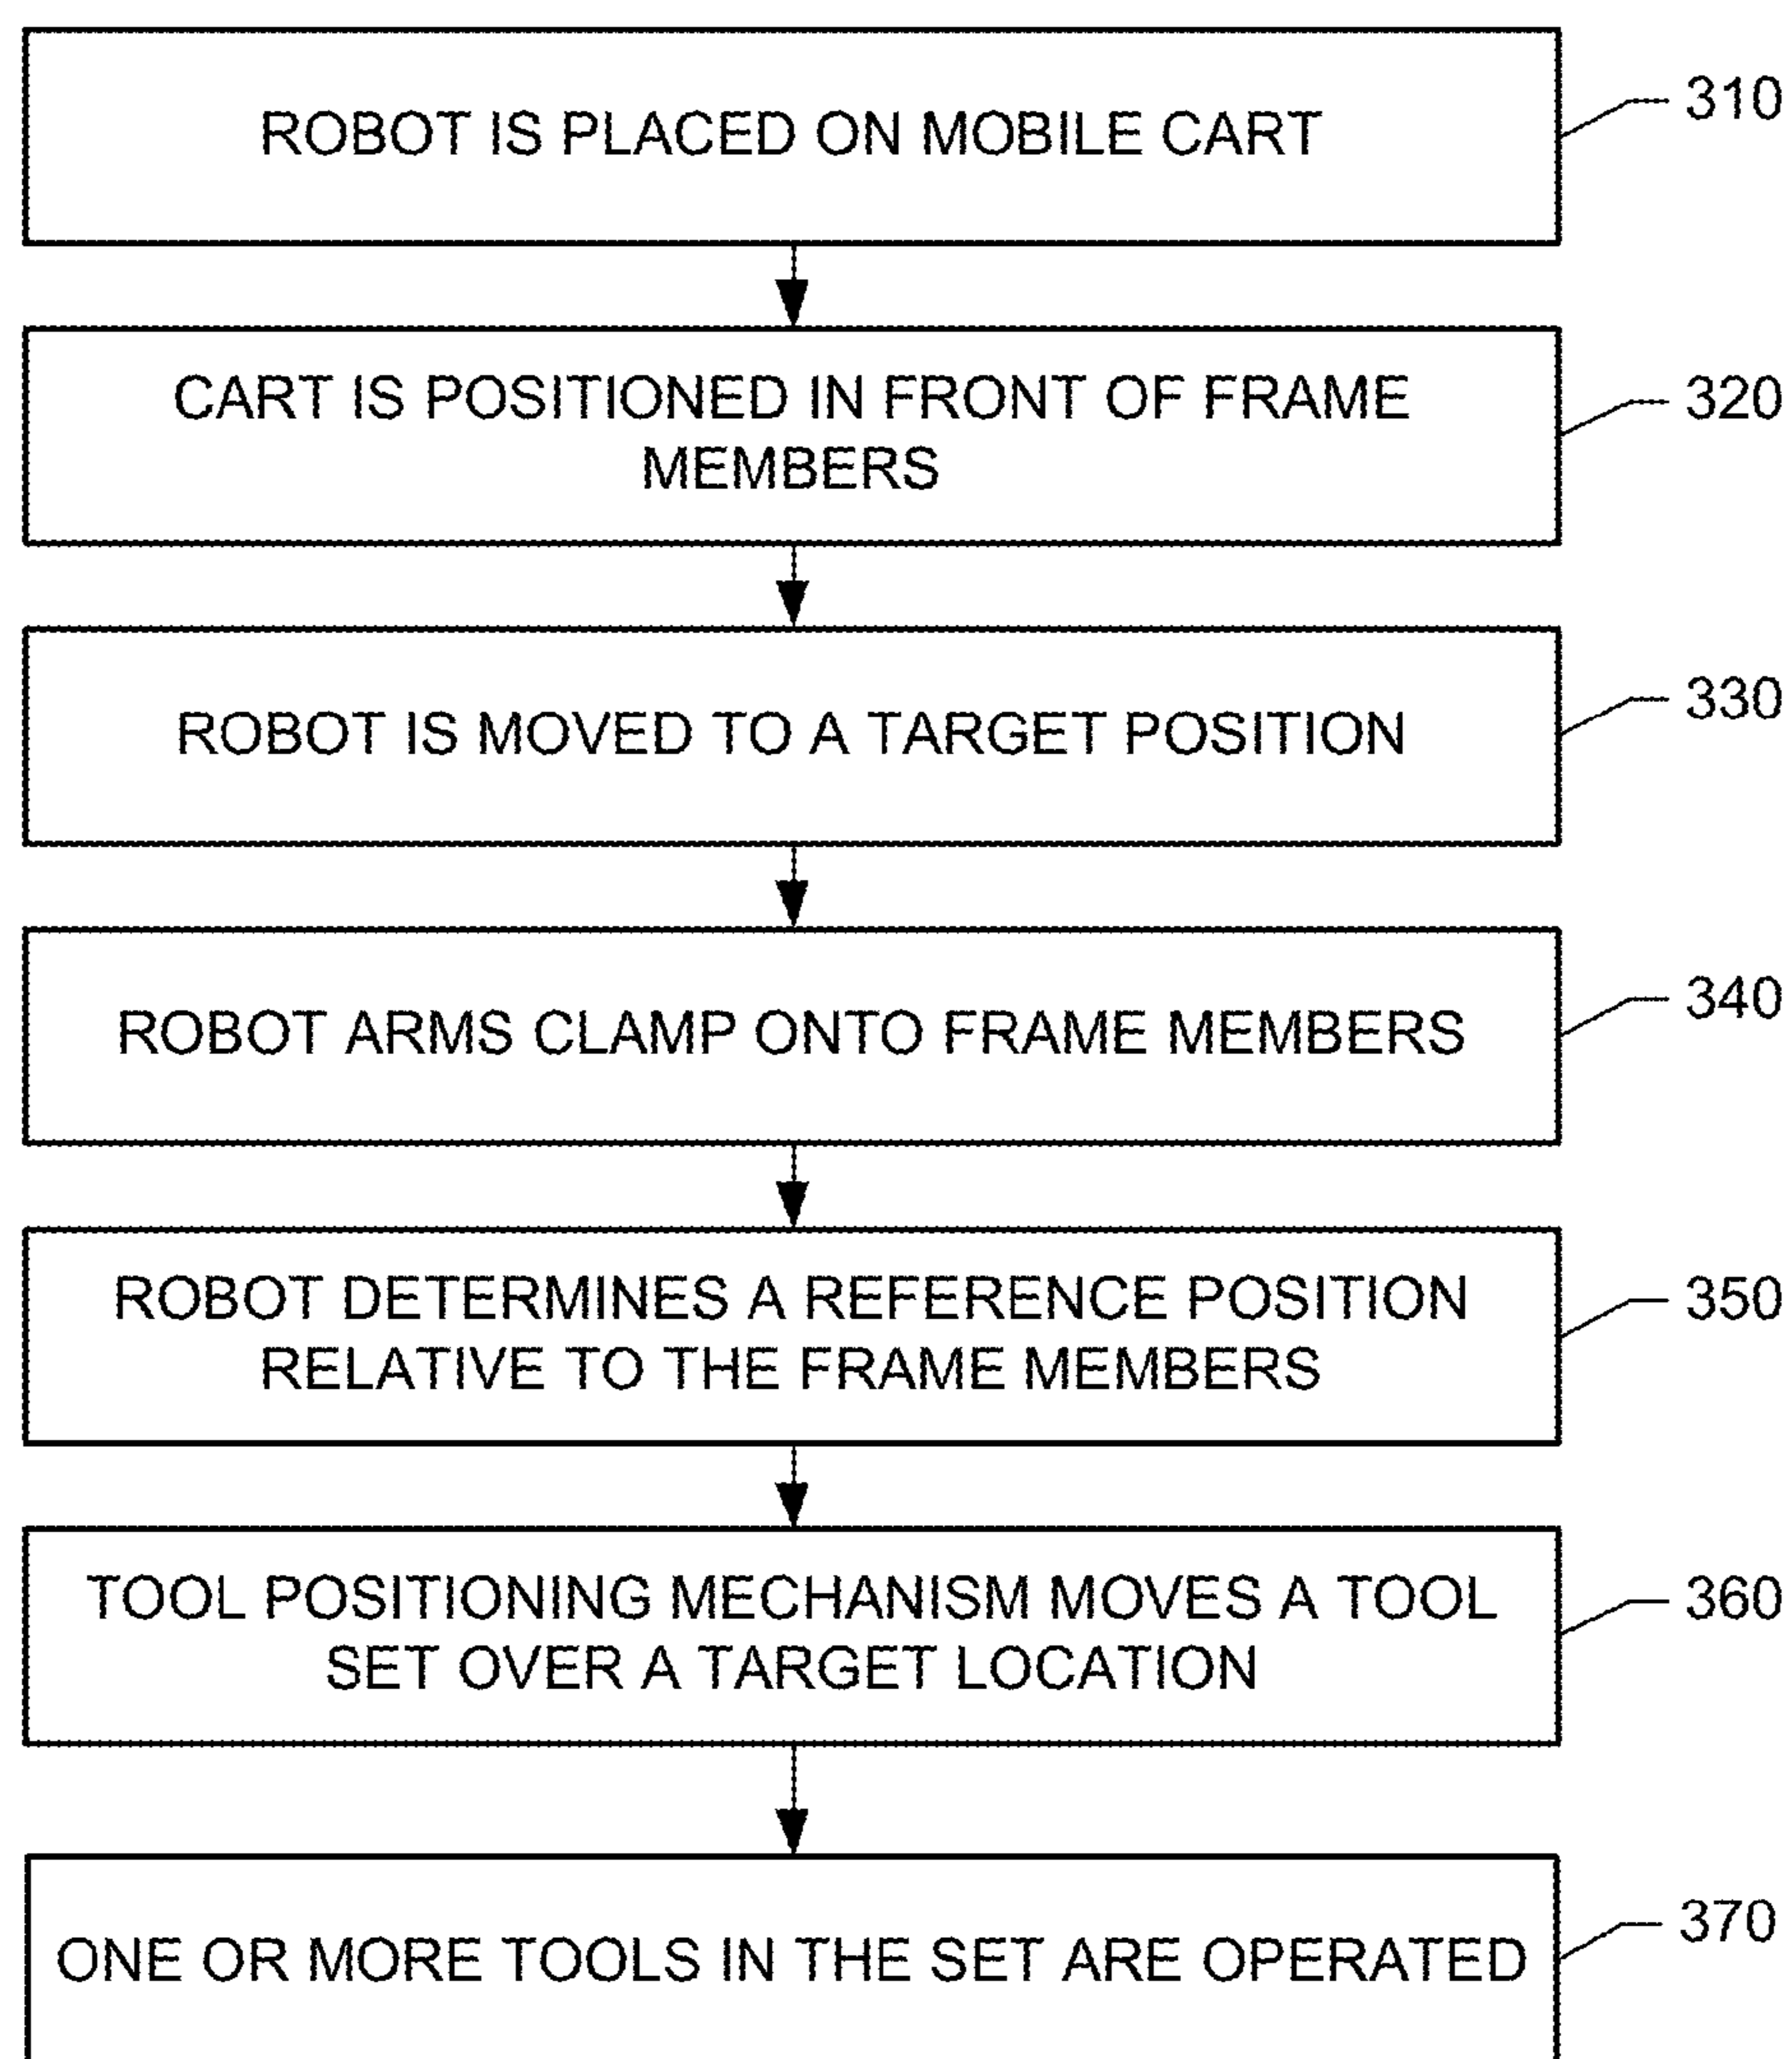 ROBOT IS PLACED ON MOBILE CART
310
CART IS POSITIONED IN FRONT OF FRAME
MEMBERS
320
ROBOT IS MOVED TO A TARGET POSITION
330
ROBOT ARMS CLAMP ONTO FRAME MEMBERS
340
ROBOT DETERMINES A REFERENCE POSITION
RELATIVE TO THE FRAME MEMBERS
350
TOOL POSITIONING MECHANISM MOVES A TOOL
SET OVER A TARGET LOCATION
360
ONE OR MORE TOOLS IN THE SET ARE OPERATED
370